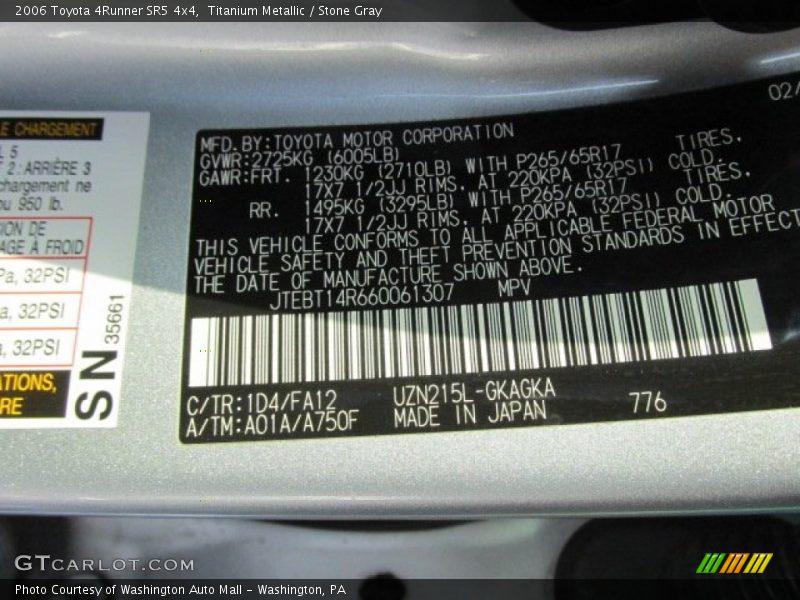 2006 Toyota 4Runner SR5 4x4, Titanium Metallic / Stone Gray
02/
MFD. BY: TOYOTA MOTOR CORPORATION
GVWR: 2725KG (6005LB)
GAWR: FRT. 1230KG (2710LB) WITH P265/65R17 TIRES.
17X7 1/2JJ RIMS. AT 220KPA (32PSI) COLD.
RR. 1495KG (3295LB) WITH P265/65R17 TIRES.
17X7 1/2JJ RIMS. AT 220KPA (32PSI) COLD.
THIS VEHICLE CONFORMS TO ALL APPLICABLE FEDERAL MOTOR
VEHICLE SAFETY AND THEFT PREVENTION STANDARDS IN EFFECT
THE DATE OF MANUFACTURE SHOWN ABOVE.
JTEBT14R660061307 MPV
C/TR: 1D4/FA12 UZN215L-GKAGKA
A/TM: A01A/A750F MADE IN JAPAN 776
E CHARGEMENT
L 5
2: ARRIÈRE 3
chargement ne
ou 950 lb.
ION DE
AGE À FROID
Pa, 32PSI
a, 32PSI
a, 32PSI
TIONS,
RE
SN 35661
GTCARLOT.COM
Photo Courtesy of Washington Auto Mall - Washington, PA